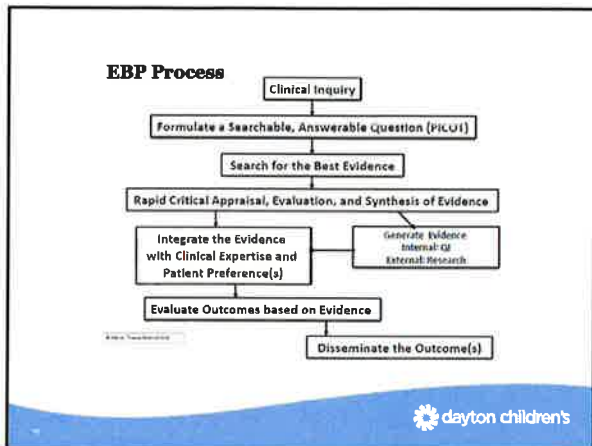 EBP Process
Clinical Inquiry
Formulate a Searchable, Answerable Question (PICOT)
Search for the Best Evidence
Rapid Critical Appraisal, Evaluation, and Synthesis of Evidence
Integrate the Evidence
with Clinical Expertise and
Patient Preference(s)
Generate Evidence
Internal: QI
External: Research
Evaluate Outcomes based on Evidence
Disseminate the Outcome(s)
dayton children's